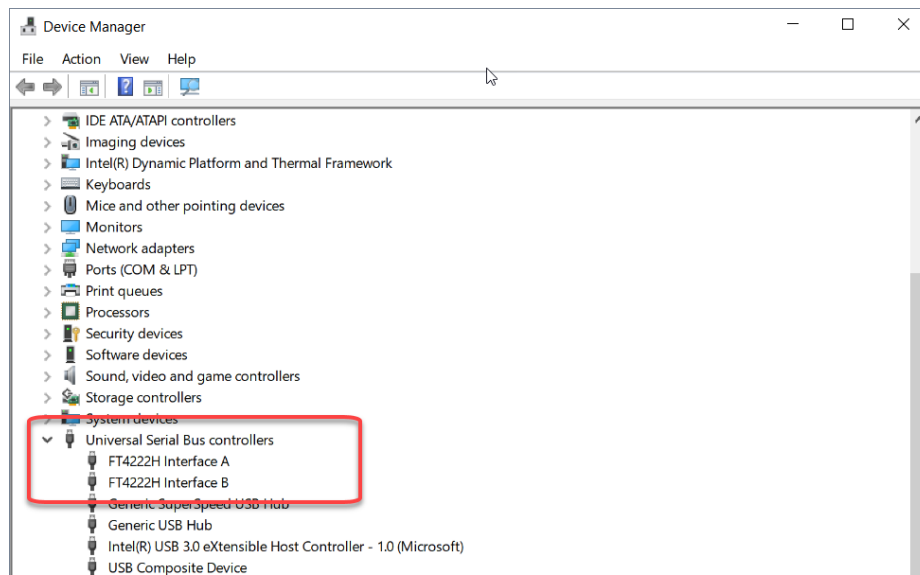 Device Manager
File Action View Help
IDE ATA/ATAPI controllers
Imaging devices
Intel(R) Dynamic Platform and Thermal Framework
Keyboards
Mice and other pointing devices
Monitors
Network adapters
Ports (COM & LPT)
Print queues
Processors
Security devices
Software devices
Sound, video and game controllers
Storage controllers
System devices
Universal Serial Bus controllers
FT4222H Interface A
FT4222H Interface B
Generic SuperSpeed USB Hub
Generic USB Hub
Intel(R) USB 3.0 eXtensible Host Controller - 1.0 (Microsoft)
USB Composite Device